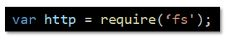 var http = require(‘fs');